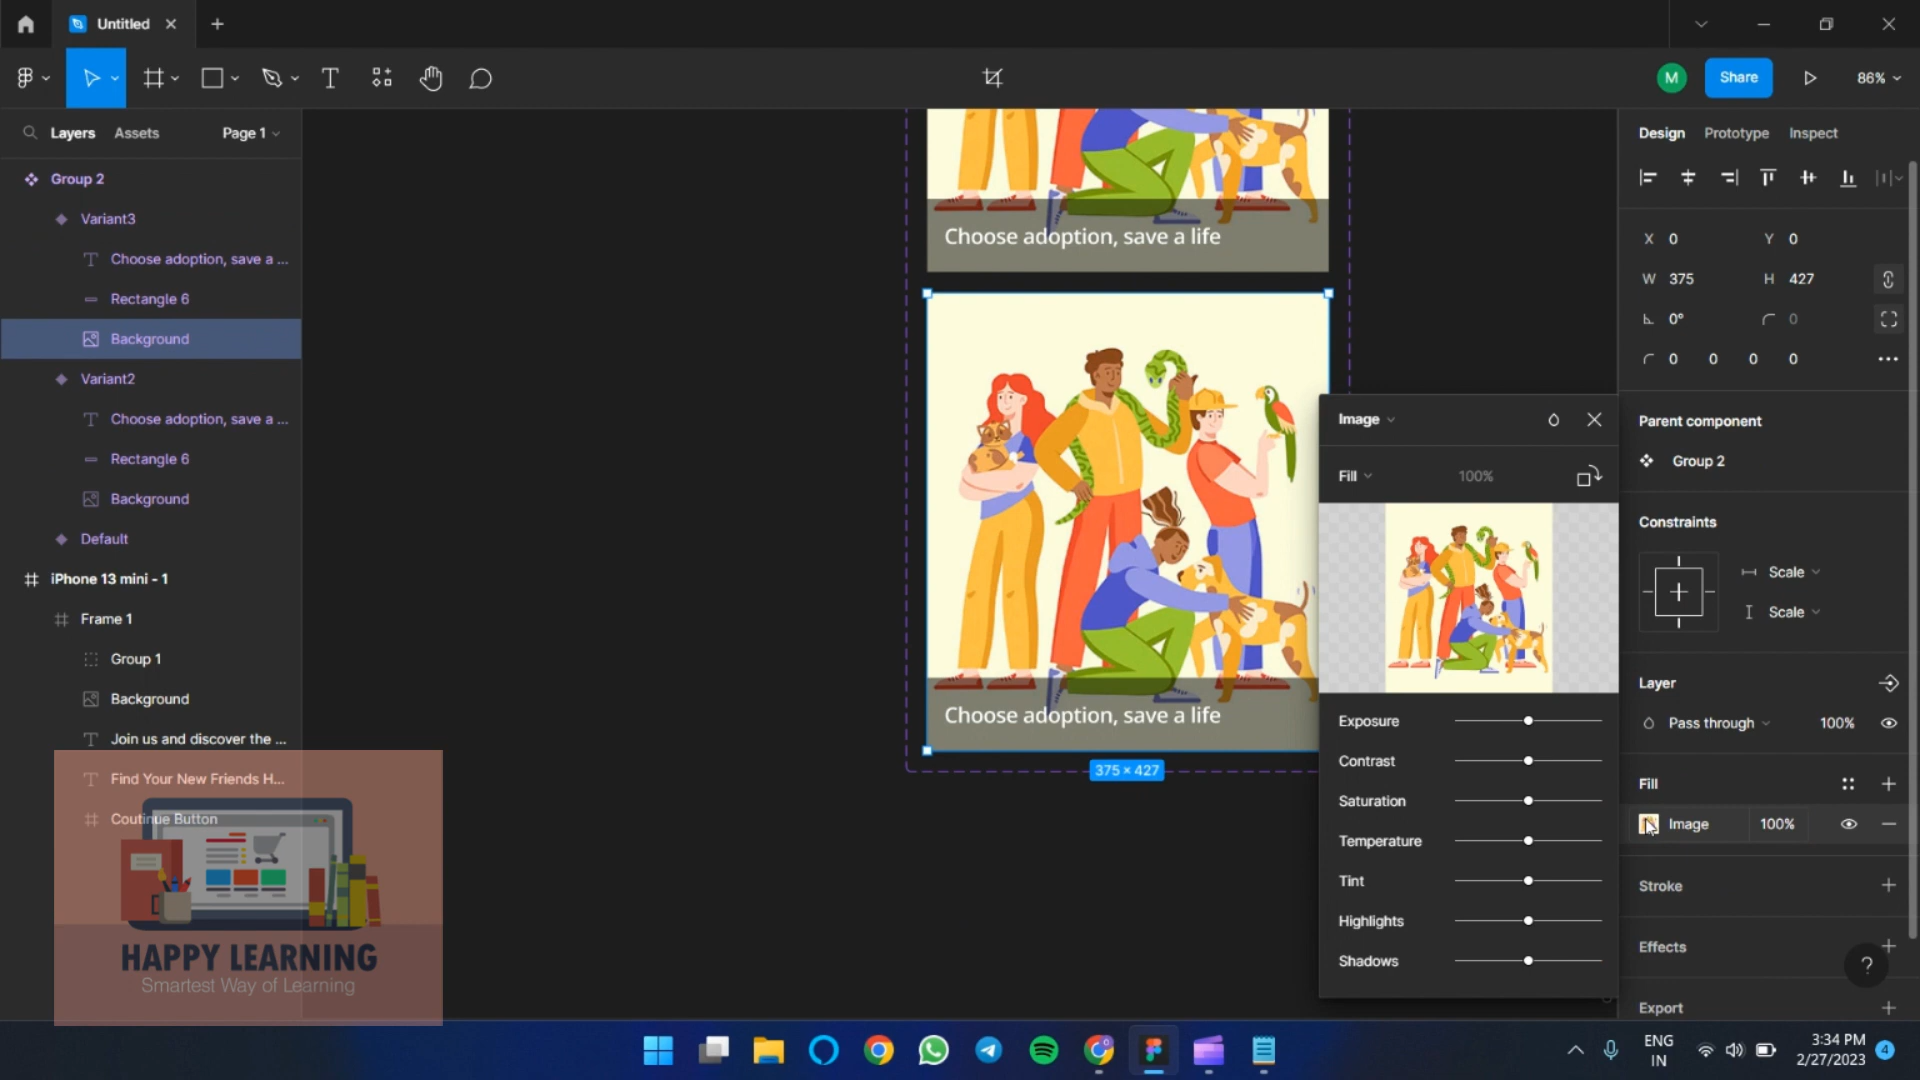 Untitled
Share
86%
M
Layers
Assets
Page 1
Group 2
Variant3
Choose adoption, save a ...
Rectangle 6
Background
Variant2
Choose adoption, save a ...
Rectangle 6
Background
Default
iPhone 13 mini - 1
Frame 1
Group 1
Background
Join us and discover the ...
Find Your New Friends H...
Coutinue Button
HAPPY LEARNING
Smartest Way of Learning
Choose adoption, save a life
Choose adoption, save a life
375 × 427
Image
Fill
100%
Exposure
Contrast
Saturation
Temperature
Tint
Highlights
Shadows
Design
Prototype
Inspect
X 0
Y 0
W 375
H 427
0°
0
0 0 0 0
Parent component
Group 2
Constraints
Scale
Scale
Layer
Pass through
100%
Fill
Image
100%
Stroke
Effects
?
Export
ENG
IN
3:34 PM
2/27/2023
4